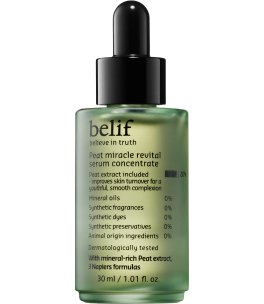 belif
believe in truth
Peat miracle revital
serum concentrate
Peat extract included
- improves skin turnover for a
youthful, smooth complexion
Mineral oils 0%
Synthetic fragrances 0%
Synthetic dyes 0%
Synthetic preservatives 0%
Animal origin ingredients 0%
Dermatologically tested
With mineral-rich Peat extract,
Napiers formulas
30 ml / 1.01 fl. oz.